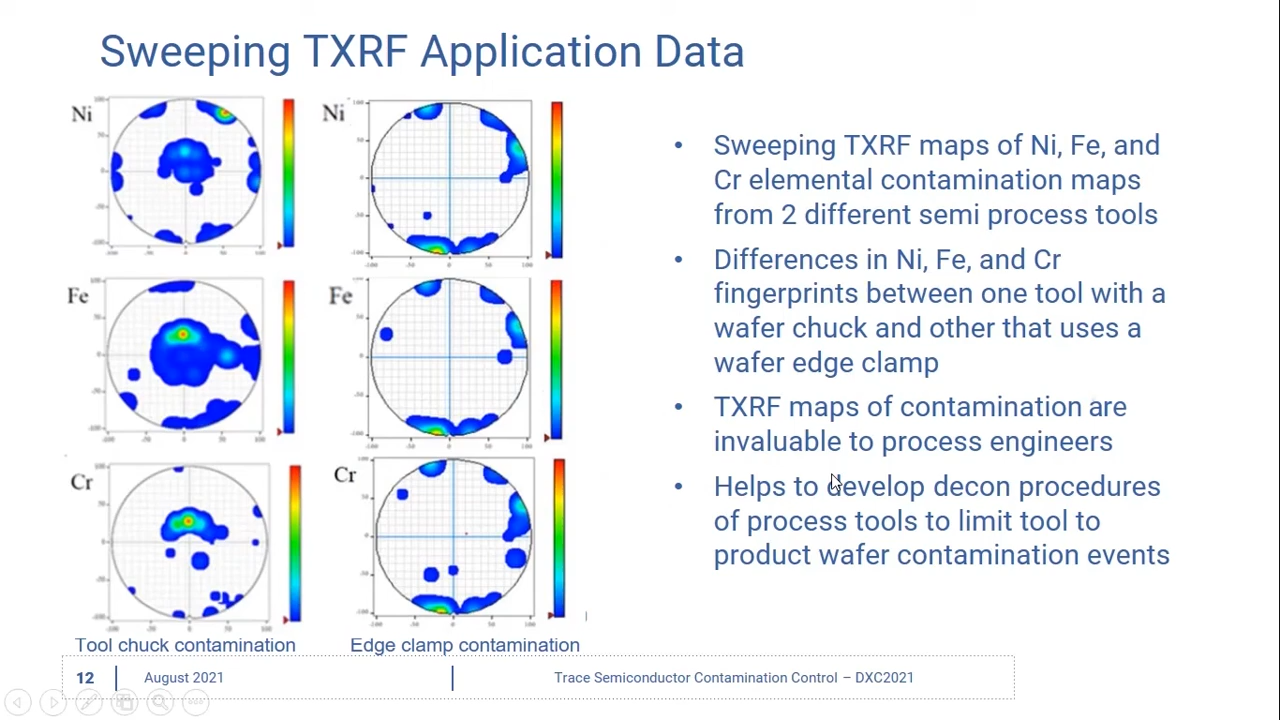 Sweeping TXRF Application Data
Ni
Ni
Fe
Fe
Cr
Cr
Tool chuck contamination
Edge clamp contamination
• Sweeping TXRF maps of Ni, Fe, and
Cr elemental contamination maps
from 2 different semi process tools
• Differences in Ni, Fe, and Cr
fingerprints between one tool with a
wafer chuck and other that uses a
wafer edge clamp
• TXRF maps of contamination are
invaluable to process engineers
• Helps to develop decon procedures
of process tools to limit tool to
product wafer contamination events
12
August 2021
Trace Semiconductor Contamination Control – DXC2021